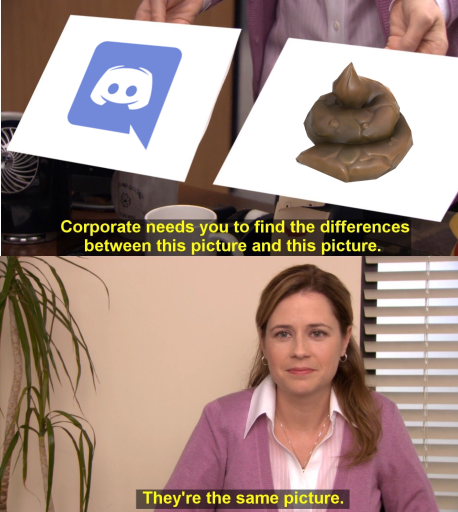 Corporate needs you to find the differences
between this picture and this picture.
They're the same picture.